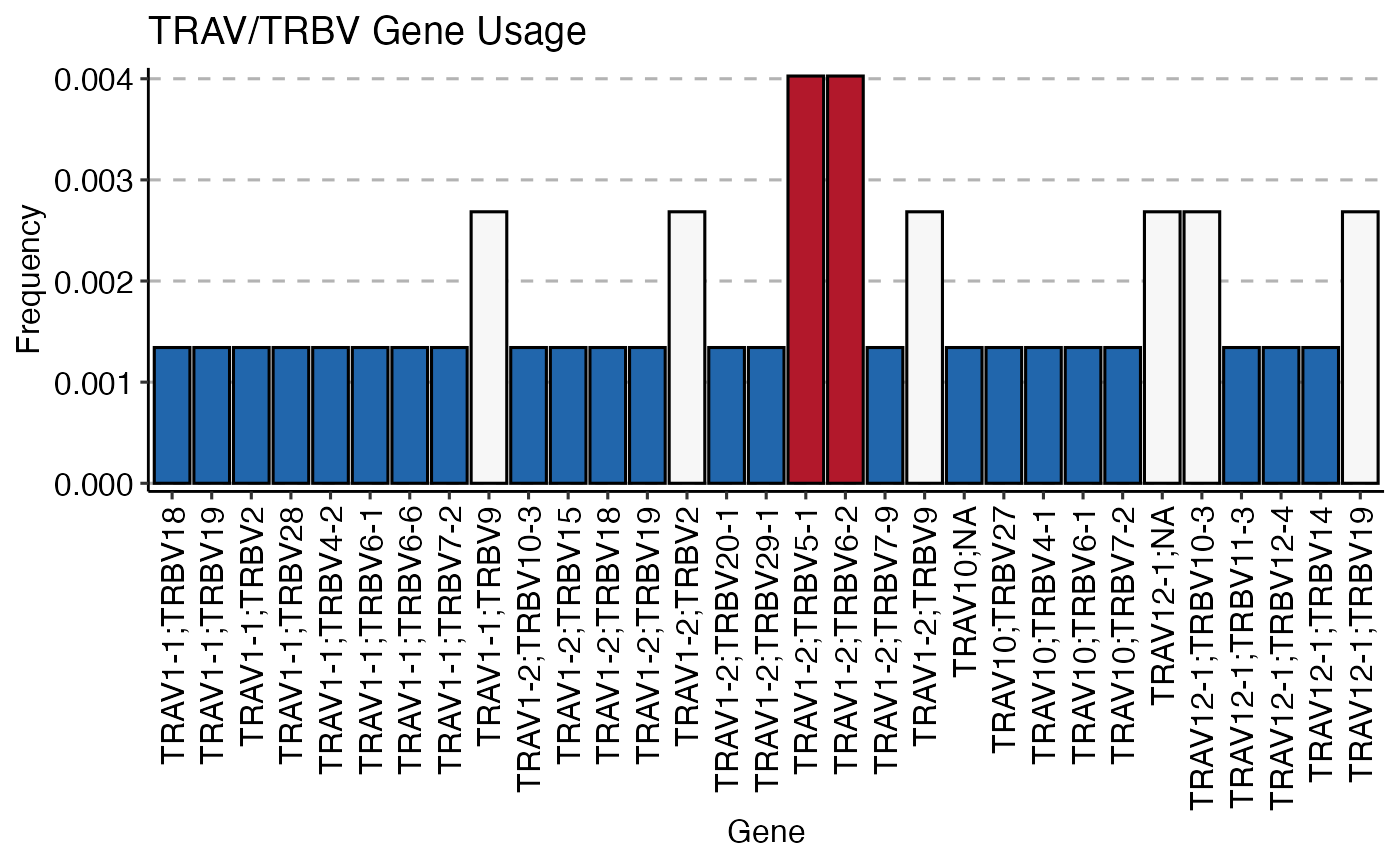 TRAV/TRBV Gene Usage
0.004
0.003
0.002
0.001
0.000
Frequency
TRAV1-1;TRBV18
TRAV1-1;TRBV19
TRAV1-1;TRBV2
TRAV1-1;TRBV28
TRAV1-1;TRBV4-2
TRAV1-1;TRBV6-1
TRAV1-1;TRBV6-6
TRAV1-1;TRBV7-2
TRAV1-1;TRBV9
TRAV1-2;TRBV10-3
TRAV1-2;TRBV15
TRAV1-2;TRBV18
TRAV1-2;TRBV19
TRAV1-2;TRBV2
TRAV1-2;TRBV20-1
TRAV1-2;TRBV29-1
TRAV1-2;TRBV5-1
TRAV1-2;TRBV6-2
TRAV1-2;TRBV7-9
TRAV1-2;TRBV9
TRAV10;NA
TRAV10;TRBV27
TRAV10;TRBV4-1
TRAV10;TRBV6-1
TRAV10;TRBV7-2
TRAV12-1;NA
TRAV12-1;TRBV10-3
TRAV12-1;TRBV11-3
TRAV12-1;TRBV12-4
TRAV12-1;TRBV14
TRAV12-1;TRBV19
Gene